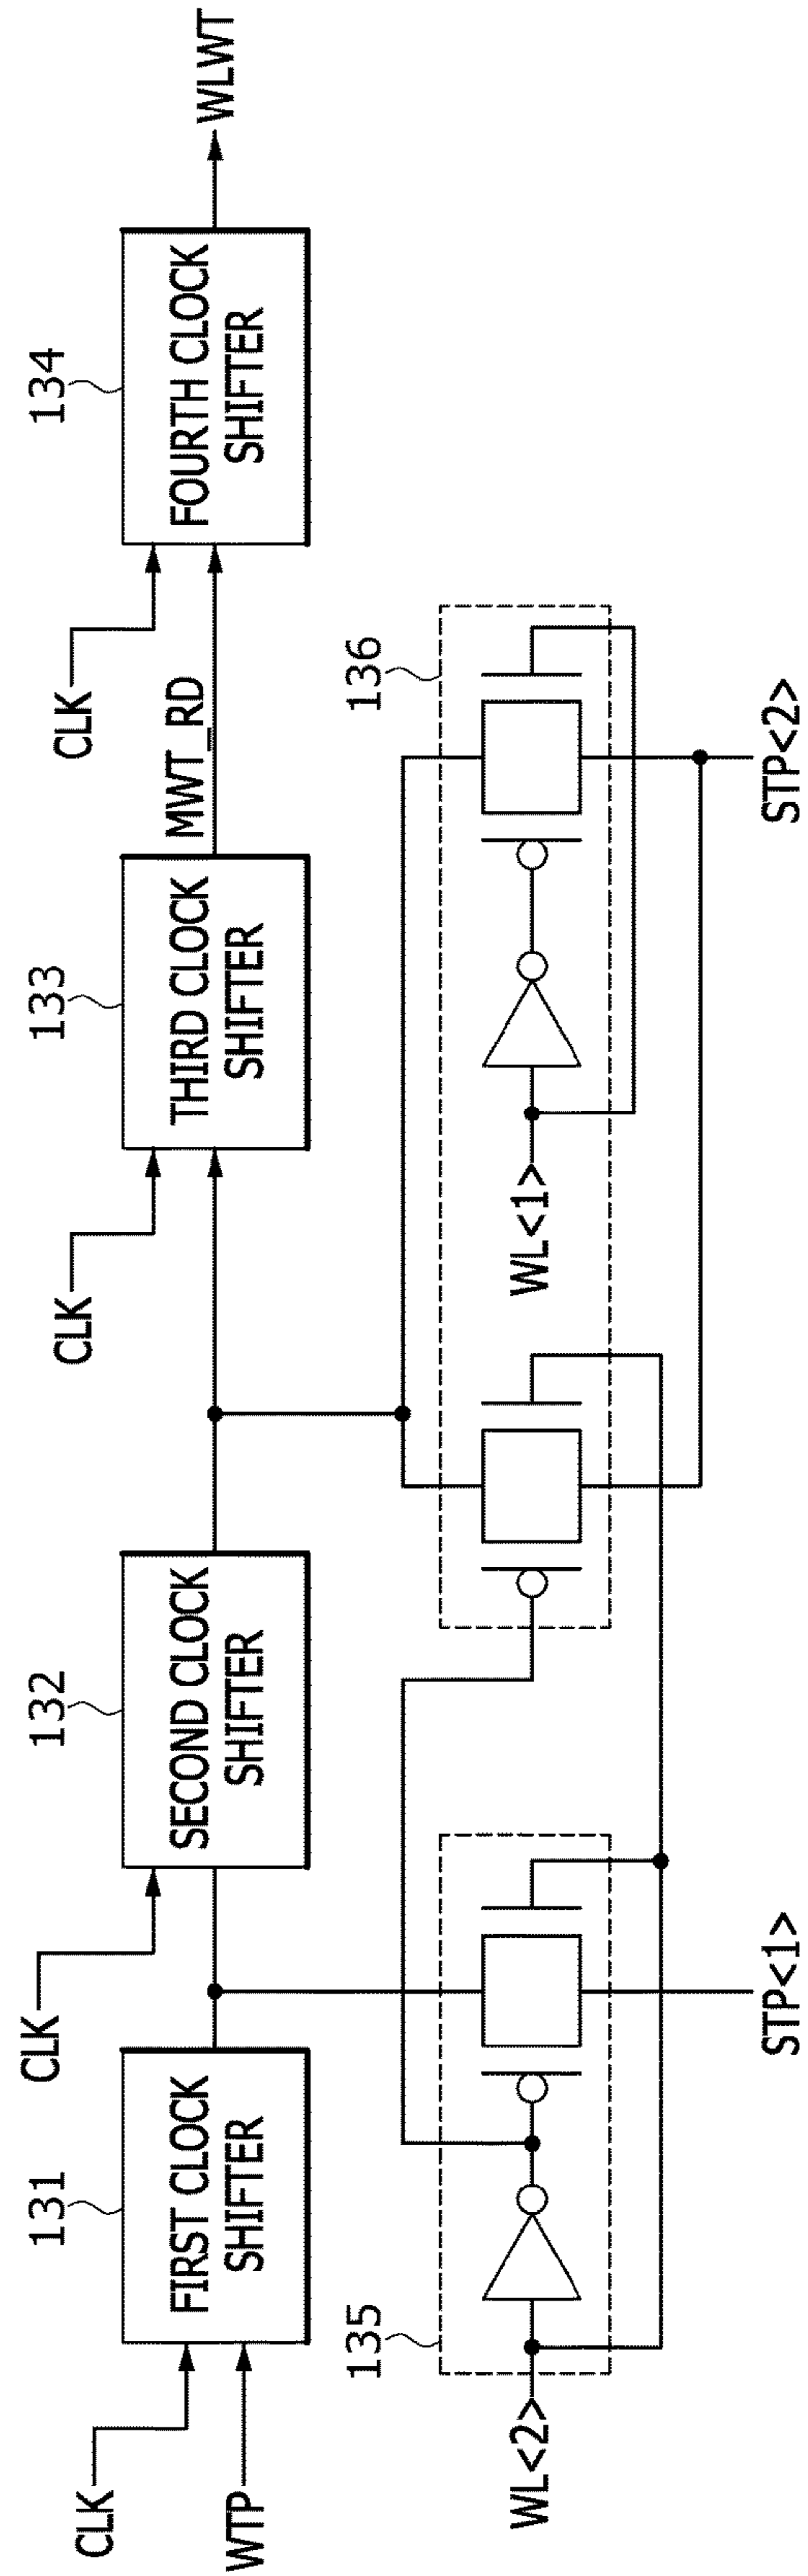 131
132
133
134
CLK
CLK
CLK
CLK
WTP
FIRST CLOCK
SHIFTER
SECOND CLOCK
SHIFTER
THIRD CLOCK
SHIFTER
MWT_RD
FOURTH CLOCK
SHIFTER
WLWT
135
136
WL<2>
WL<1>
STP<1>
STP<2>